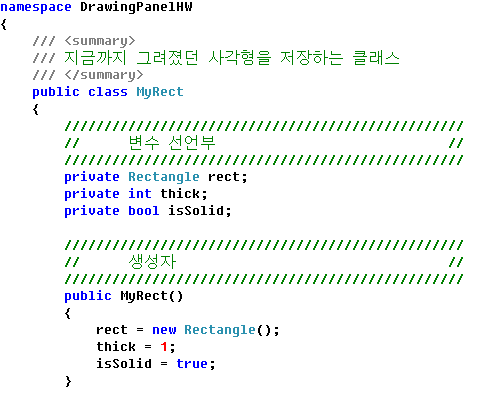 namespace DrawingPanelHW
{
/// <summary>
/// 지금까지 그려졌던 사각형을 저장하는 클래스
/// </summary>
public class MyRect
{
//////////////////////////////////////////////////
// 변수 선언부 //
//////////////////////////////////////////////////
private Rectangle rect;
private int thick;
private bool isSolid;
//////////////////////////////////////////////////
// 생성자 //
//////////////////////////////////////////////////
public MyRect()
{
rect = new Rectangle();
thick = 1;
isSolid = true;
}